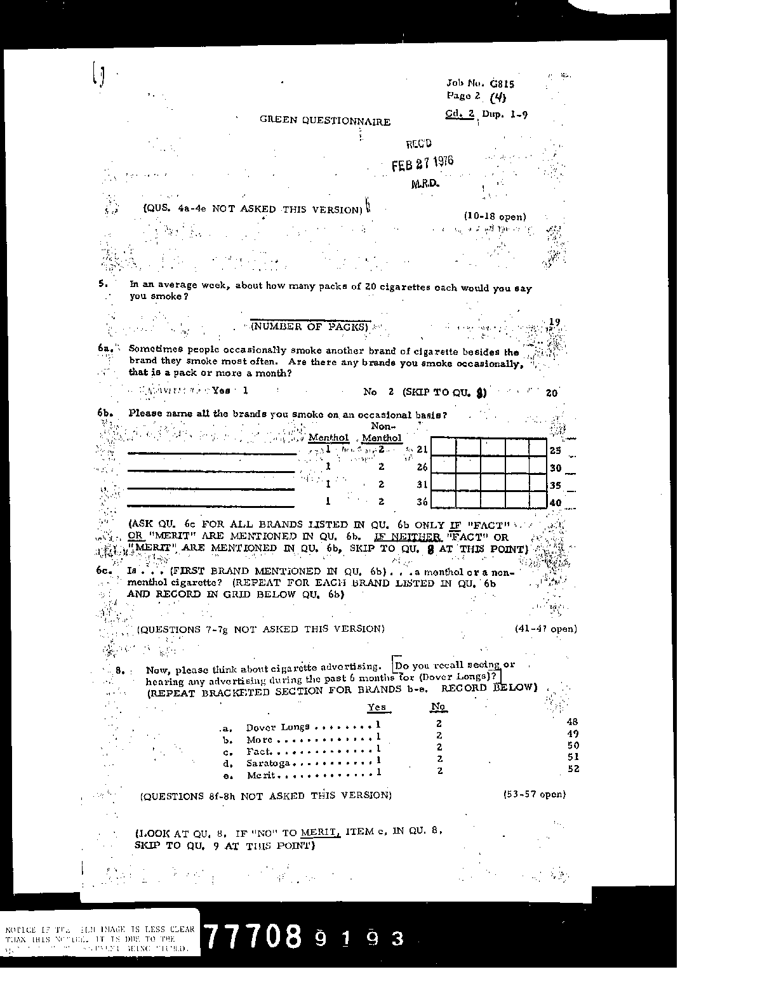 Job No. G815
Page 2 (4)
Cd. 2 Dup. 1-9
GREEN QUESTIONNAIRE
REC'D
FEB 27 1976
M.R.D.
(QUS. 4a-4e NOT ASKED THIS VERSION)
(10-18 open)
5. In an average week, about how many packs of 20 cigarettes each would you say
you smoke?
(NUMBER OF PACKS) 19
6a. Sometimes people occasionally smoke another brand of cigarette besides the
brand they smoke most often. Are there any brands you smoke occasionally,
that is a pack or more a month?
Yes 1 No 2 (SKIP TO QU. 8) 20
6b. Please name all the brands you smoke on an occasional basis?
Non-
Menthol Menthol
1 2 21 25
1 2 26 30
1 2 31 35
1 2 36 40
(ASK QU. 6c FOR ALL BRANDS LISTED IN QU. 6b ONLY IF "FACT"
OR "MERIT" ARE MENTIONED IN QU. 6b. IF NEITHER "FACT" OR
"MERIT" ARE MENTIONED IN QU. 6b, SKIP TO QU. 8 AT THIS POINT)
6c. Is . . . (FIRST BRAND MENTIONED IN QU. 6b) . . . a menthol or a non-
menthol cigarette? (REPEAT FOR EACH BRAND LISTED IN QU. 6b
AND RECORD IN GRID BELOW QU. 6b)
(QUESTIONS 7-7g NOT ASKED THIS VERSION) (41-47 open)
8. Now, please think about cigarette advertising. [Do you recall seeing or
hearing any advertising during the past 6 months for (Dover Longs)?]
(REPEAT BRACKETED SECTION FOR BRANDS b-e. RECORD BELOW)
Yes No
a. Dover Longs . . . . . . . . 1 2 48
b. More . . . . . . . . . . . . . 1 2 49
c. Fact. . . . . . . . . . . . . . 1 2 50
d. Saratoga. . . . . . . . . . . 1 2 51
e. Merit. . . . . . . . . . . . . 1 2 52
(QUESTIONS 8f-8h NOT ASKED THIS VERSION) (53-57 open)
(LOOK AT QU. 8, IF "NO" TO MERIT, ITEM e, IN QU. 8,
SKIP TO QU. 9 AT THIS POINT)
NOTICE IF THE FILM IMAGE IS LESS CLEAR
THAN THIS NOTICE, IT IS DUE TO THE
BEING FILMED.
77708 9193